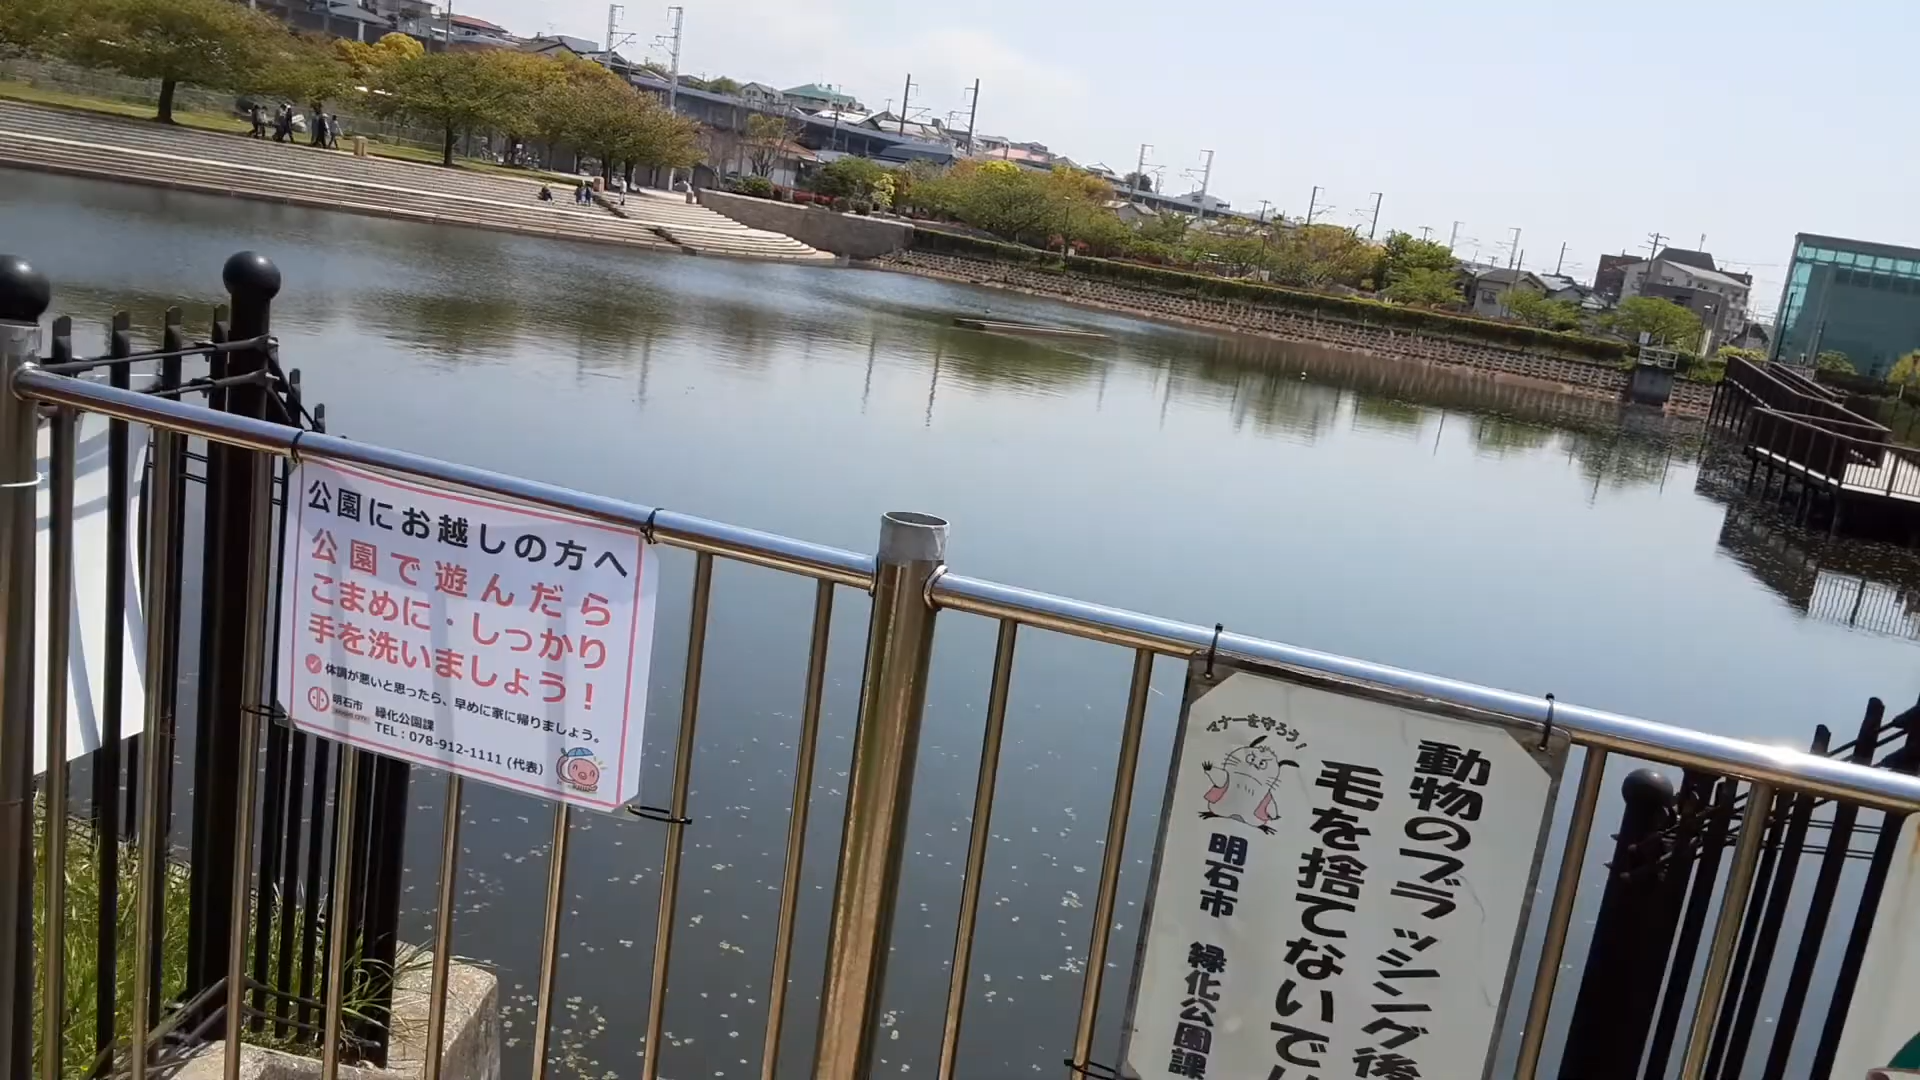 公園にお越しの方へ
公園で遊んだら
こまめに・しっかり
手を洗いましょう!
体調が悪いと思ったら、早めに家に帰りましょう。
明石市
緑化公園課
TEL:078-912-1111(代表)
マナーを守ろう!
動物のブラッシング後
毛を捨てないで
明石市 緑化公園課